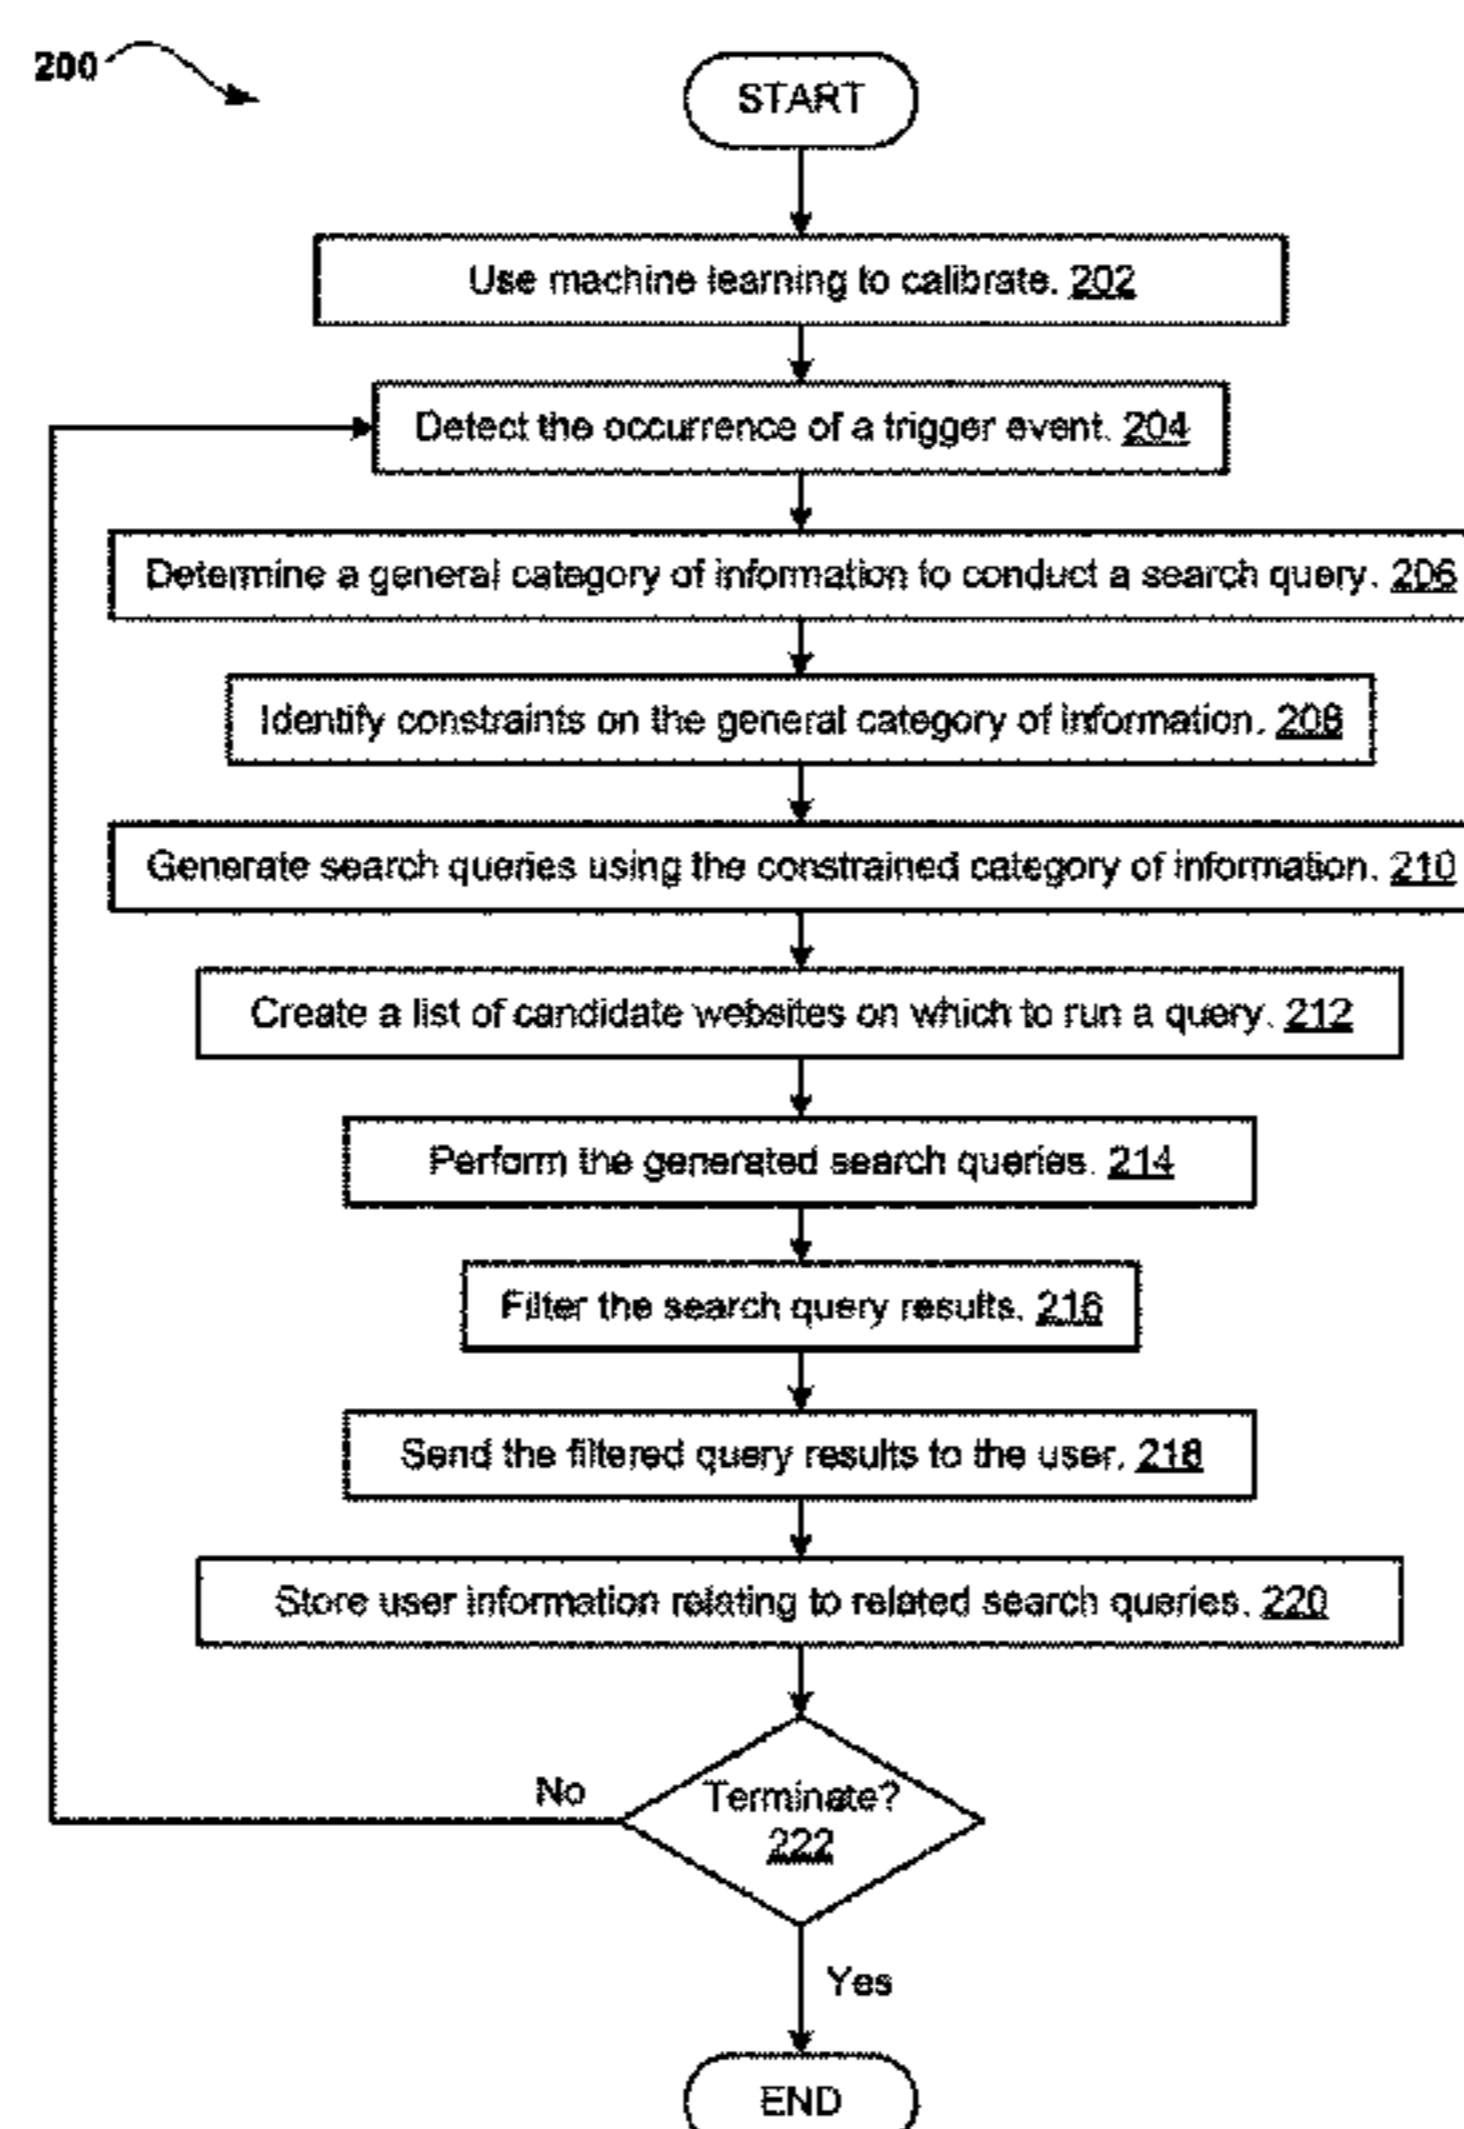 200
START
Use machine learning to calibrate. 202
Detect the occurrence of a trigger event. 204
Determine a general category of information to conduct a search query. 206
Identify constraints on the general category of information. 208
Generate search queries using the constrained category of information. 210
Create a list of candidate websites on which to run a query. 212
Perform the generated search queries. 214
Filter the search query results. 216
Send the filtered query results to the user. 218
Store user information relating to related search queries. 220
Terminate?
222
No
Yes
END